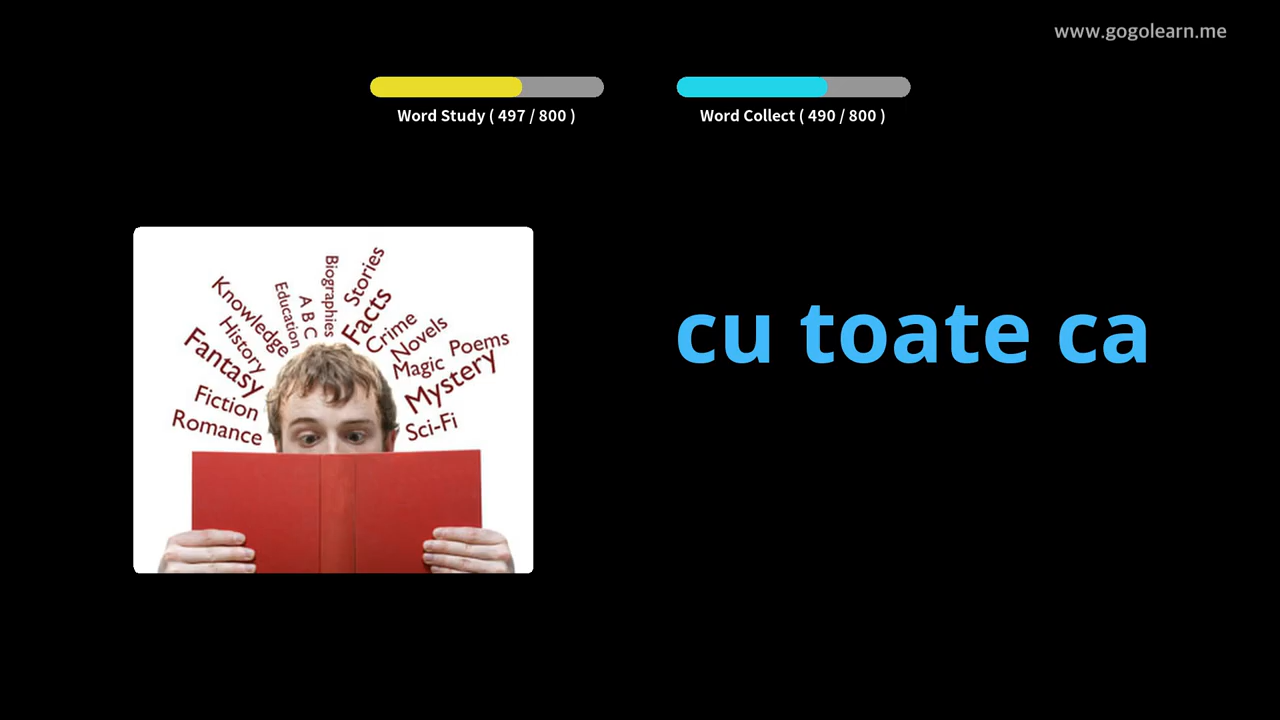 www.gogolearn.me
Word Study ( 497 / 800 )
Word Collect ( 490 / 800 )
cu toate ca
Knowledge
Education
A B C
Biographies
Stories
Facts
Crime
Novels
Poems
History
Magic
Fantasy
Mystery
Fiction
Sci-Fi
Romance